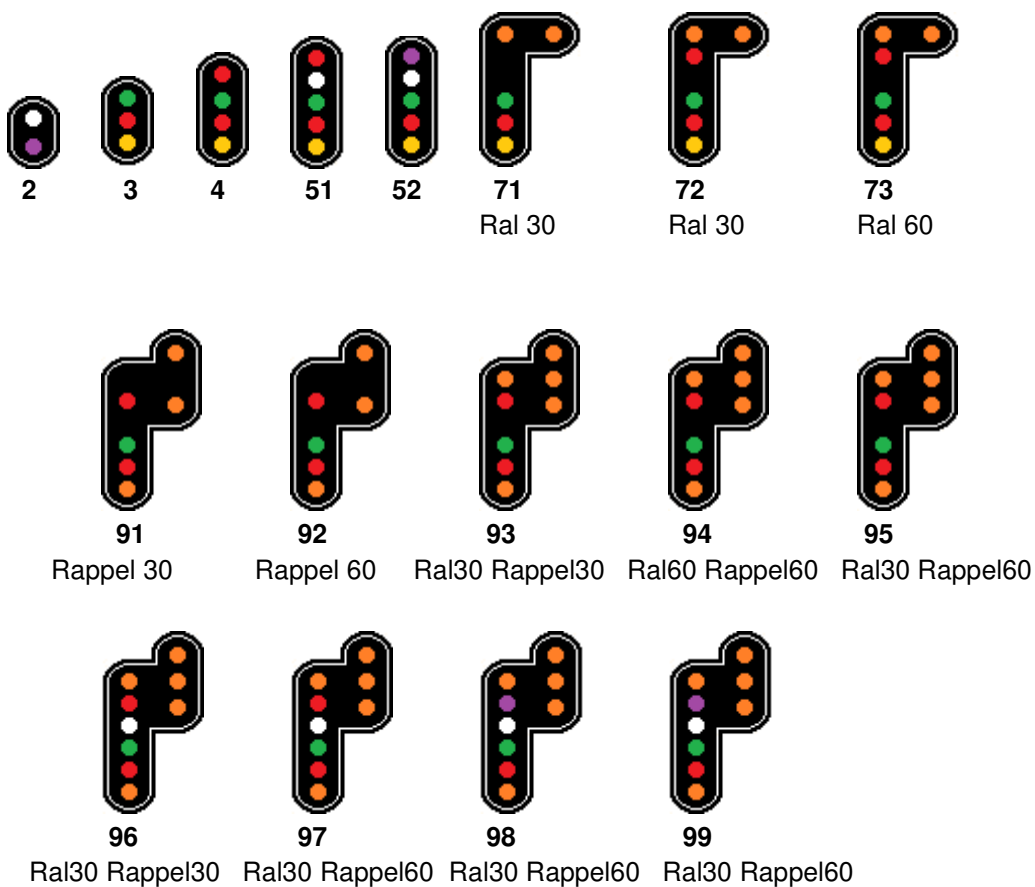 2 3 4 51 52 71 72 73
Ral 30 Ral 30 Ral 60
91 92 93 94 95
Rappel 30 Rappel 60 Ral30 Rappel30 Ral60 Rappel60 Ral30 Rappel60
96 97 98 99
Ral30 Rappel30 Ral30 Rappel60 Ral30 Rappel60 Ral30 Rappel60